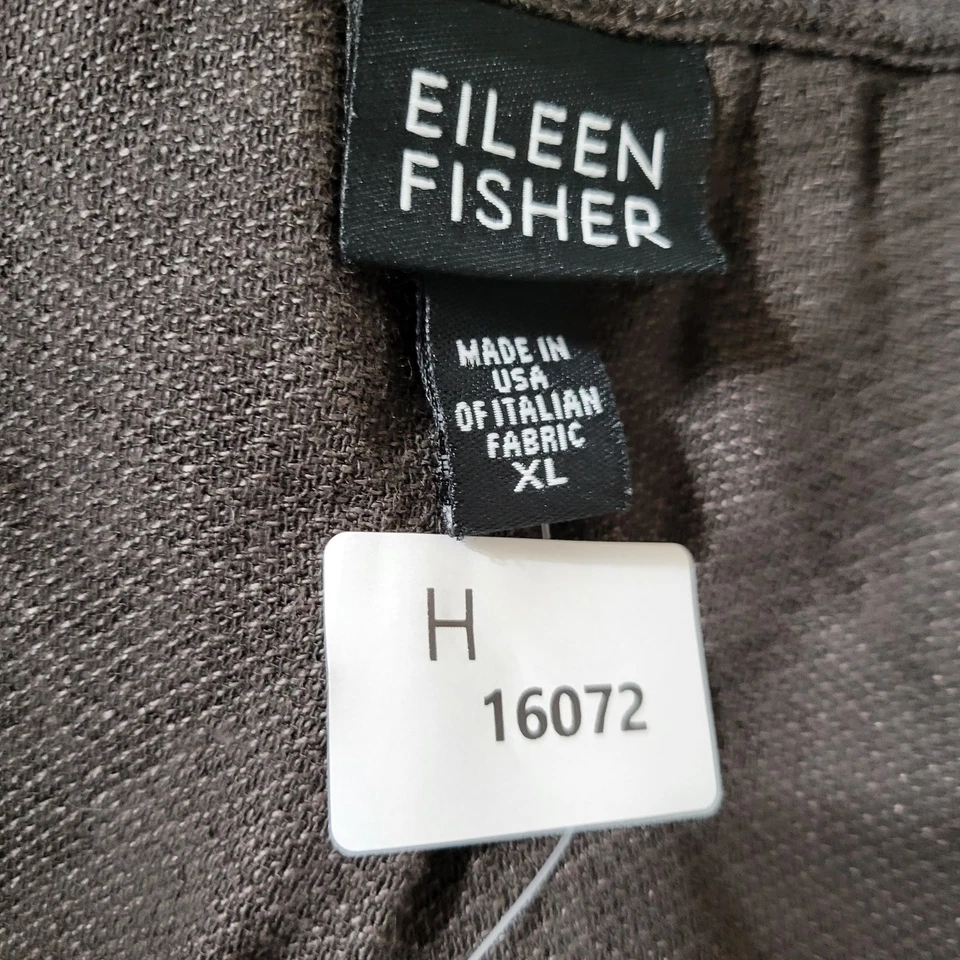 EILEEN
FISHER
MADE IN
USA
OF ITALIAN
FABRIC
XL
H
16072